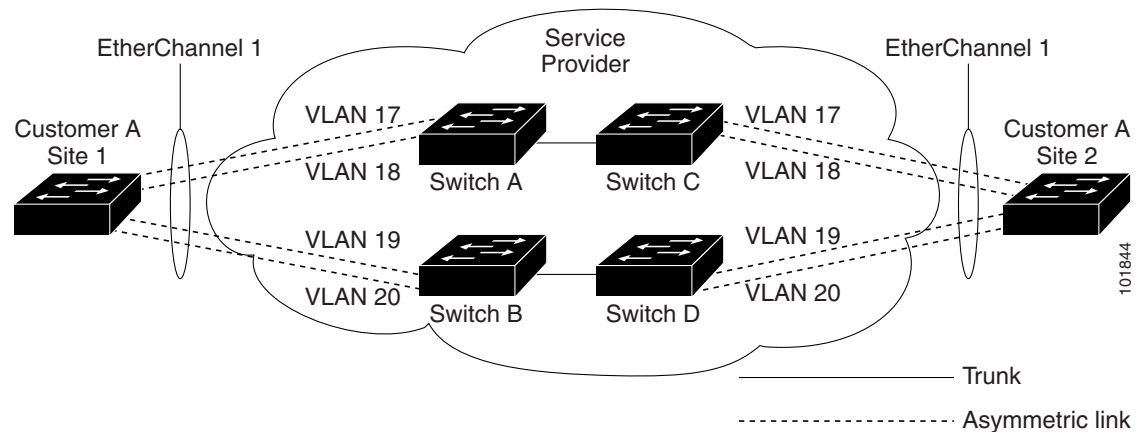 EtherChannel 1
Service
Provider
EtherChannel 1
Customer A
Site 1
VLAN 17
VLAN 18
Switch A
Switch C
VLAN 17
VLAN 18
Customer A
Site 2
VLAN 19
VLAN 20
Switch B
Switch D
VLAN 19
VLAN 20
101844
Trunk
Asymmetric link